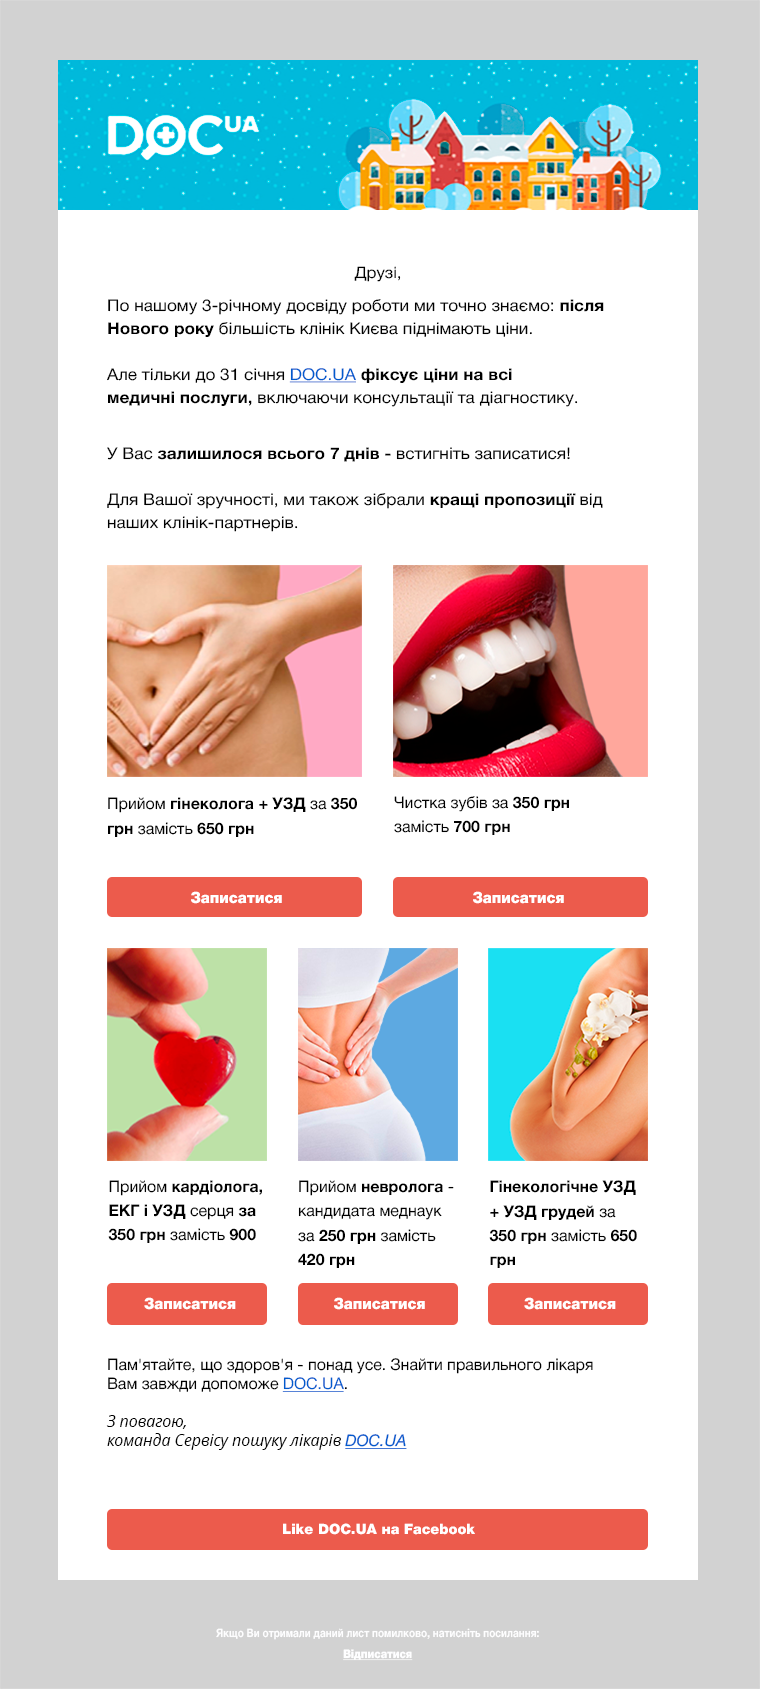 DOC UA
Друзі,
По нашому 3-річному досвіду роботи ми точно знаємо: після
Нового року більшість клінік Києва піднімають ціни.
Але тільки до 31 січня DOC.UA фіксує ціни на всі
медичні послуги, включаючи консультації та діагностику.
У Вас залишилося всього 7 днів - встигніть записатися!
Для Вашої зручності, ми також зібрали кращі пропозиції від
наших клінік-партнерів.
Прийом гінеколога + УЗД за 350
грн замість 650 грн
Записатися
Чистка зубів за 350 грн
замість 700 грн
Записатися
Прийом кардіолога,
ЕКГ і УЗД серця за
350 грн замість 900
Записатися
Прийом невролога -
кандидата меднаук
за 250 грн замість
420 грн
Записатися
Гінекологічне УЗД
+ УЗД грудей за
350 грн замість 650
грн
Записатися
Пам'ятайте, що здоров'я - понад усе. Знайти правильного лікаря
Вам завжди допоможе DOC.UA.
З повагою,
команда Сервісу пошуку лікарів DOC.UA
Like DOC.UA на Facebook
Якщо Ви отримали даний лист помилково, натисніть посилання:
Відписатися